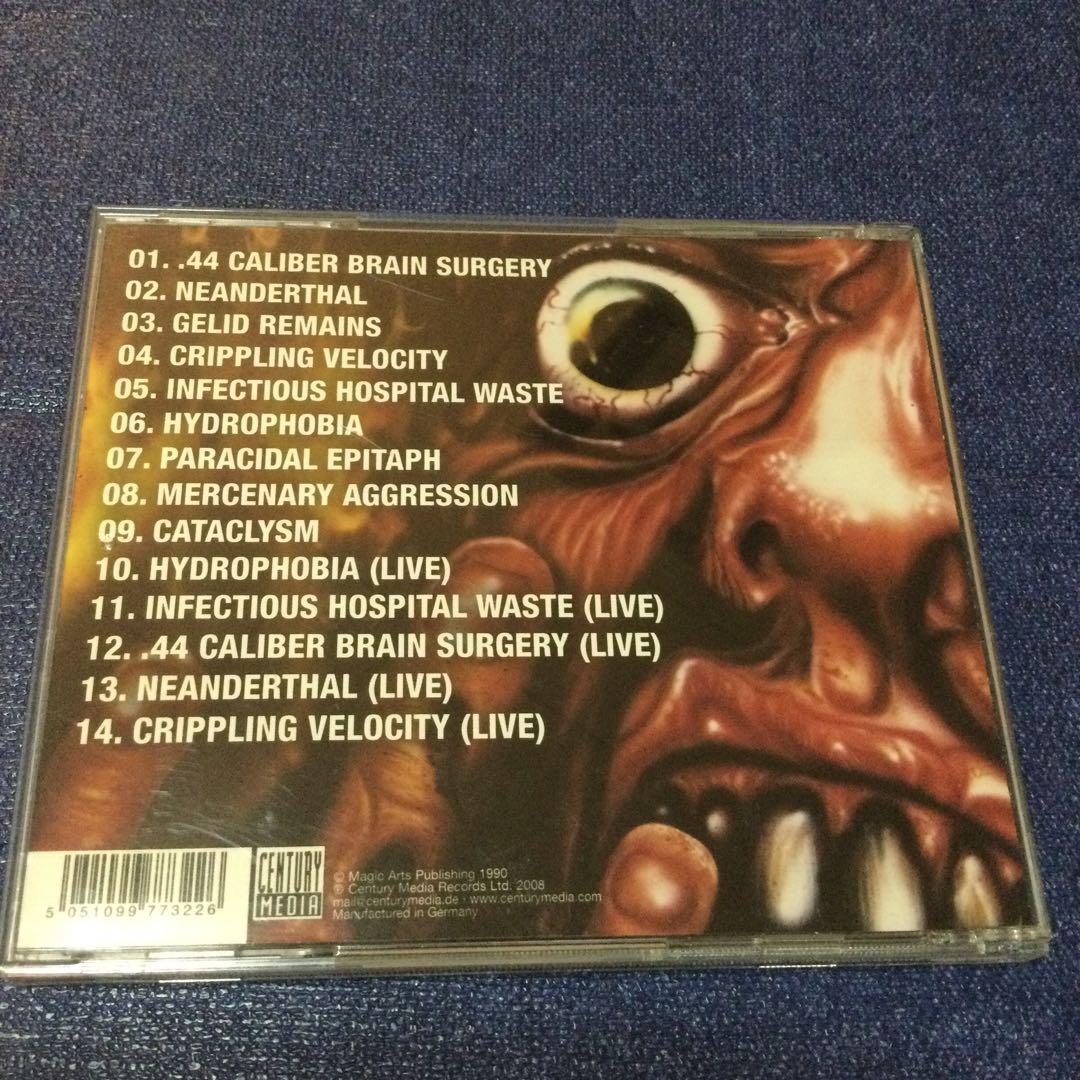 01. .44 CALIBER BRAIN SURGERY
02. NEANDERTHAL
03. GELID REMAINS
04. CRIPPLING VELOCITY
05. INFECTIOUS HOSPITAL WASTE
06. HYDROPHOBIA
07. PARACIDAL EPITAPH
08. MERCENARY AGGRESSION
09. CATACLYSM
10. HYDROPHOBIA (LIVE)
11. INFECTIOUS HOSPITAL WASTE (LIVE)
12. .44 CALIBER BRAIN SURGERY (LIVE)
13. NEANDERTHAL (LIVE)
14. CRIPPLING VELOCITY (LIVE)
5 051099 773226
CENTURY
MEDIA
© Magic Arts Publishing 1990
℗ Century Media Records Ltd. 2008
mail@centurymedia.de · www.centurymedia.com
Manufactured in Germany